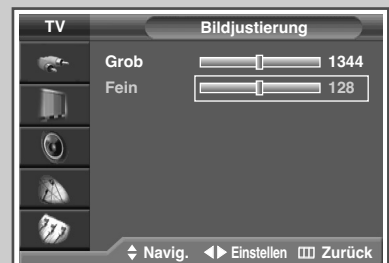 TV Bildjustierung
Grob 1344
Fein 128
Navig. Einstellen Zurück